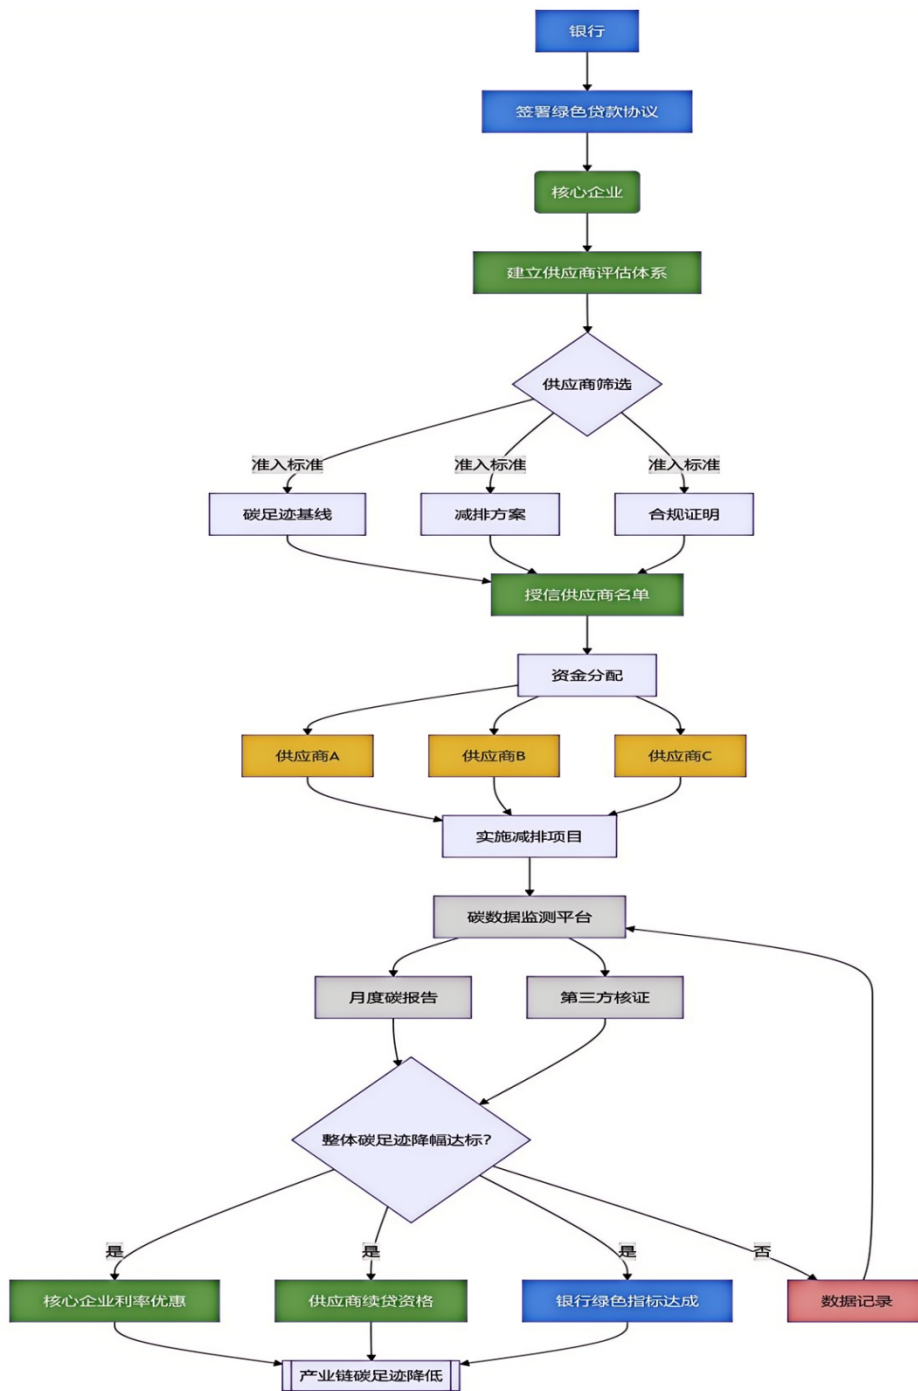 银行
签署绿色贷款协议
核心企业
建立供应商评估体系
供应商筛选
准入标准
准入标准
准入标准
碳足迹基线
减排方案
合规证明
授信供应商名单
资金分配
供应商A
供应商B
供应商C
实施减排项目
碳数据监测平台
月度碳报告
第三方核证
整体碳足迹降幅达标?
是
是
是
否
核心企业利率优惠
供应商续贷资格
银行绿色指标达成
数据记录
产业链碳足迹降低